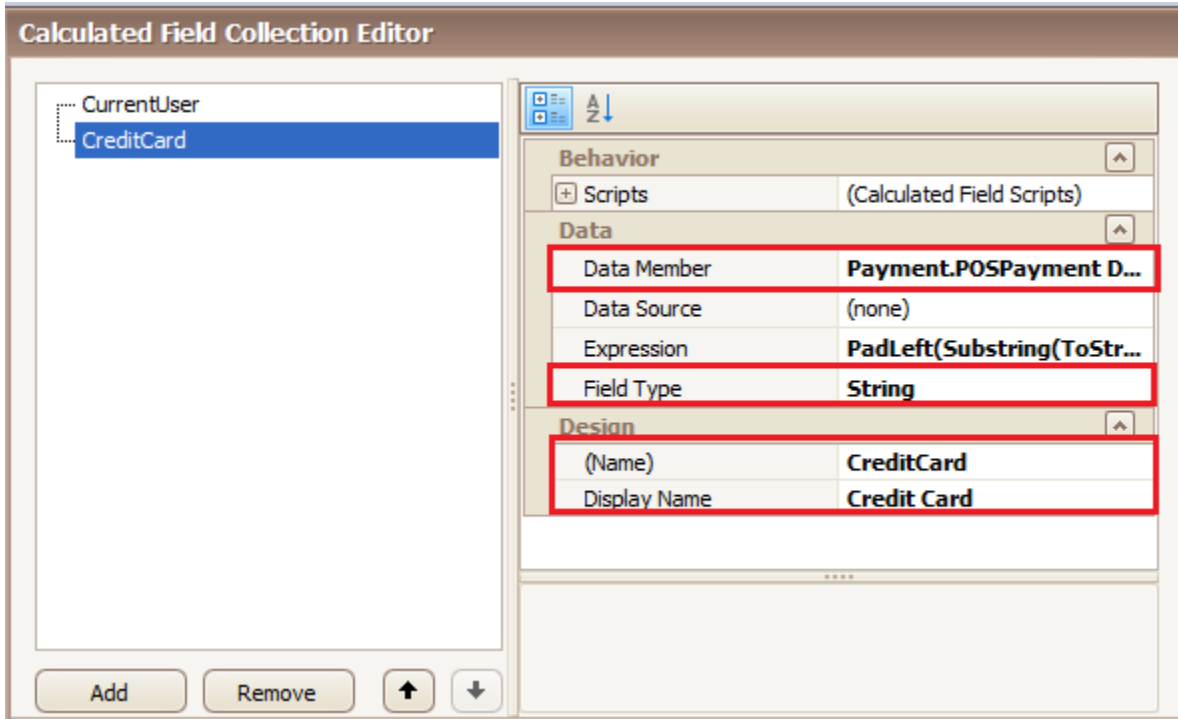 Calculated Field Collection Editor
CurrentUser
CreditCard
A
Z
Behavior
Scripts (Calculated Field Scripts)
Data
Data Member Payment.POSPayment D...
Data Source (none)
Expression PadLeft(Substring(ToStr...
Field Type String
Design
(Name) CreditCard
Display Name Credit Card
Add Remove